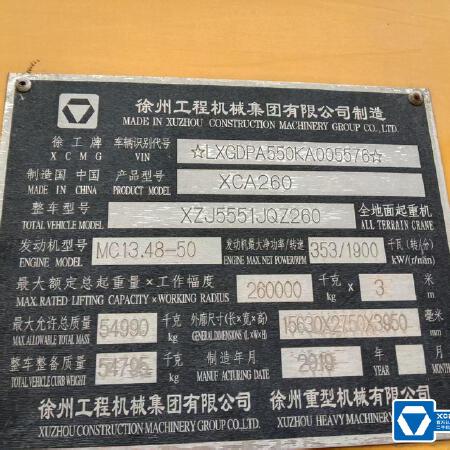 徐州工程机械集团有限公司制造
MADE IN XUZHOU CONSTRUCTION MACHINERY GROUP CO.,LTD.
徐工牌 车辆识别代号 ☆LXGDPA550KA005576☆
XCMG VIN
制造国 中国 产品型号 XCA260
MADE IN CHINA PRODUCT MODEL
整车型号 XZJ5551JQZ260 全地面起重机
TOTAL VEHICLE MODEL ALL TERRAIN CRANE
发动机型号 MC13.48-50 发动机最大净功率/转速 353/1900 千瓦(转/分)
ENGINE MODEL ENGINE MAX.NET POWER/RPM kW/(r/min)
最大额定总起重量×工作幅度 260000 千克 × 3 米
MAX.RATED LIFTING CAPACITY×WORKING RADIUS kg m
最大允许总质量 54990 千克 外廓尺寸(长×宽×高) 15630X2750X3950 毫米
MAX.ALLOWABLE TOTAL MASS kg GENERAL DIMENSIONS (L×W×H) mm
整车整备质量 54795 千克 制造年月 2019 年
TOTAL VEHICLE CURB WEIGHT kg MANUFACTURING DATE YEAR MONTH
徐州工程机械集团有限公司 徐州重型机械有限公
XUZHOU CONSTRUCTION MACHINERY GROUP CO.,LTD. XUZHOU HEAVY MACHINERY